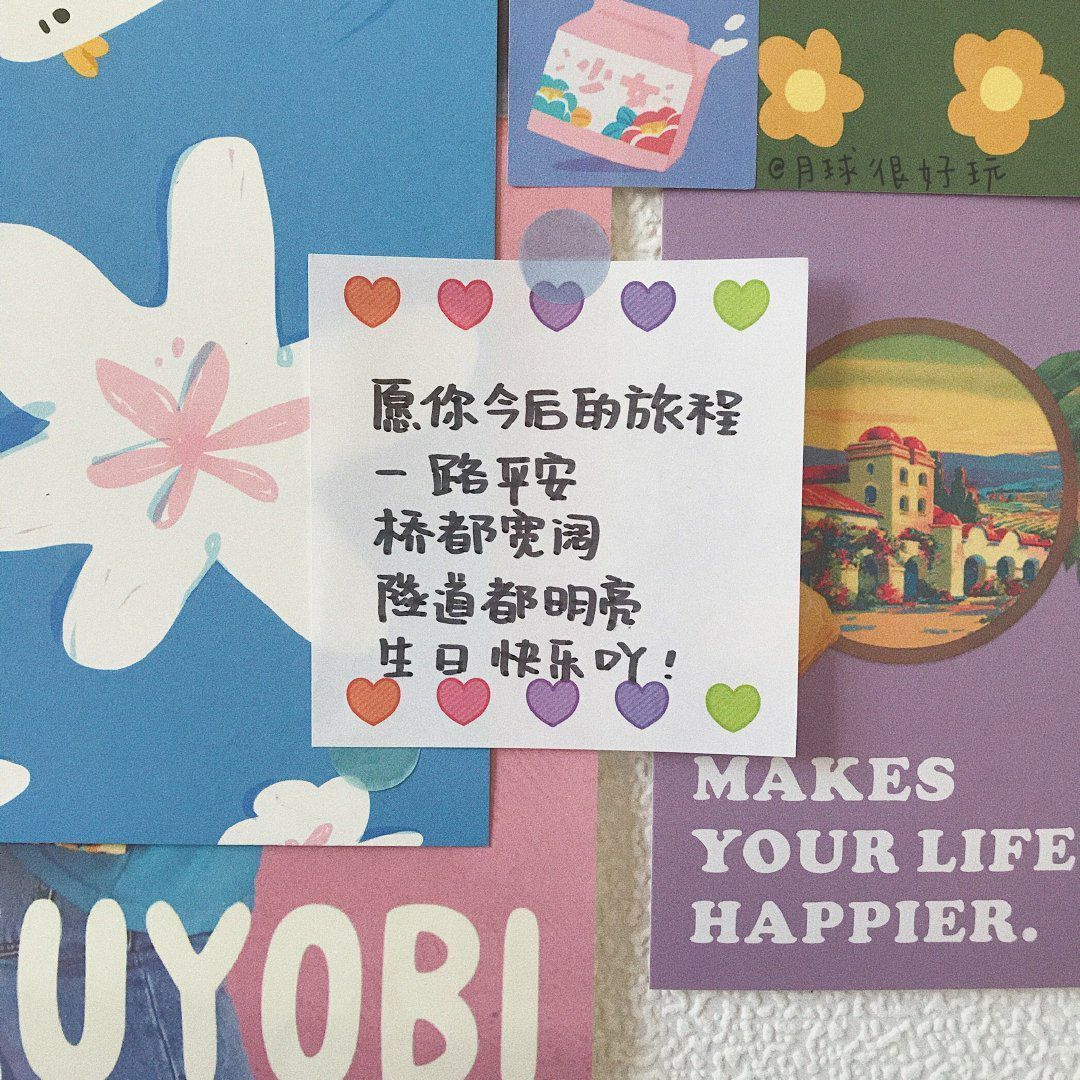 少女
@月球很好玩
愿你今后的旅程
一路平安
桥都宽阔
隧道都明亮
生日快乐吖!
MAKES
YOUR LIFE
HAPPIER.
UYOBI